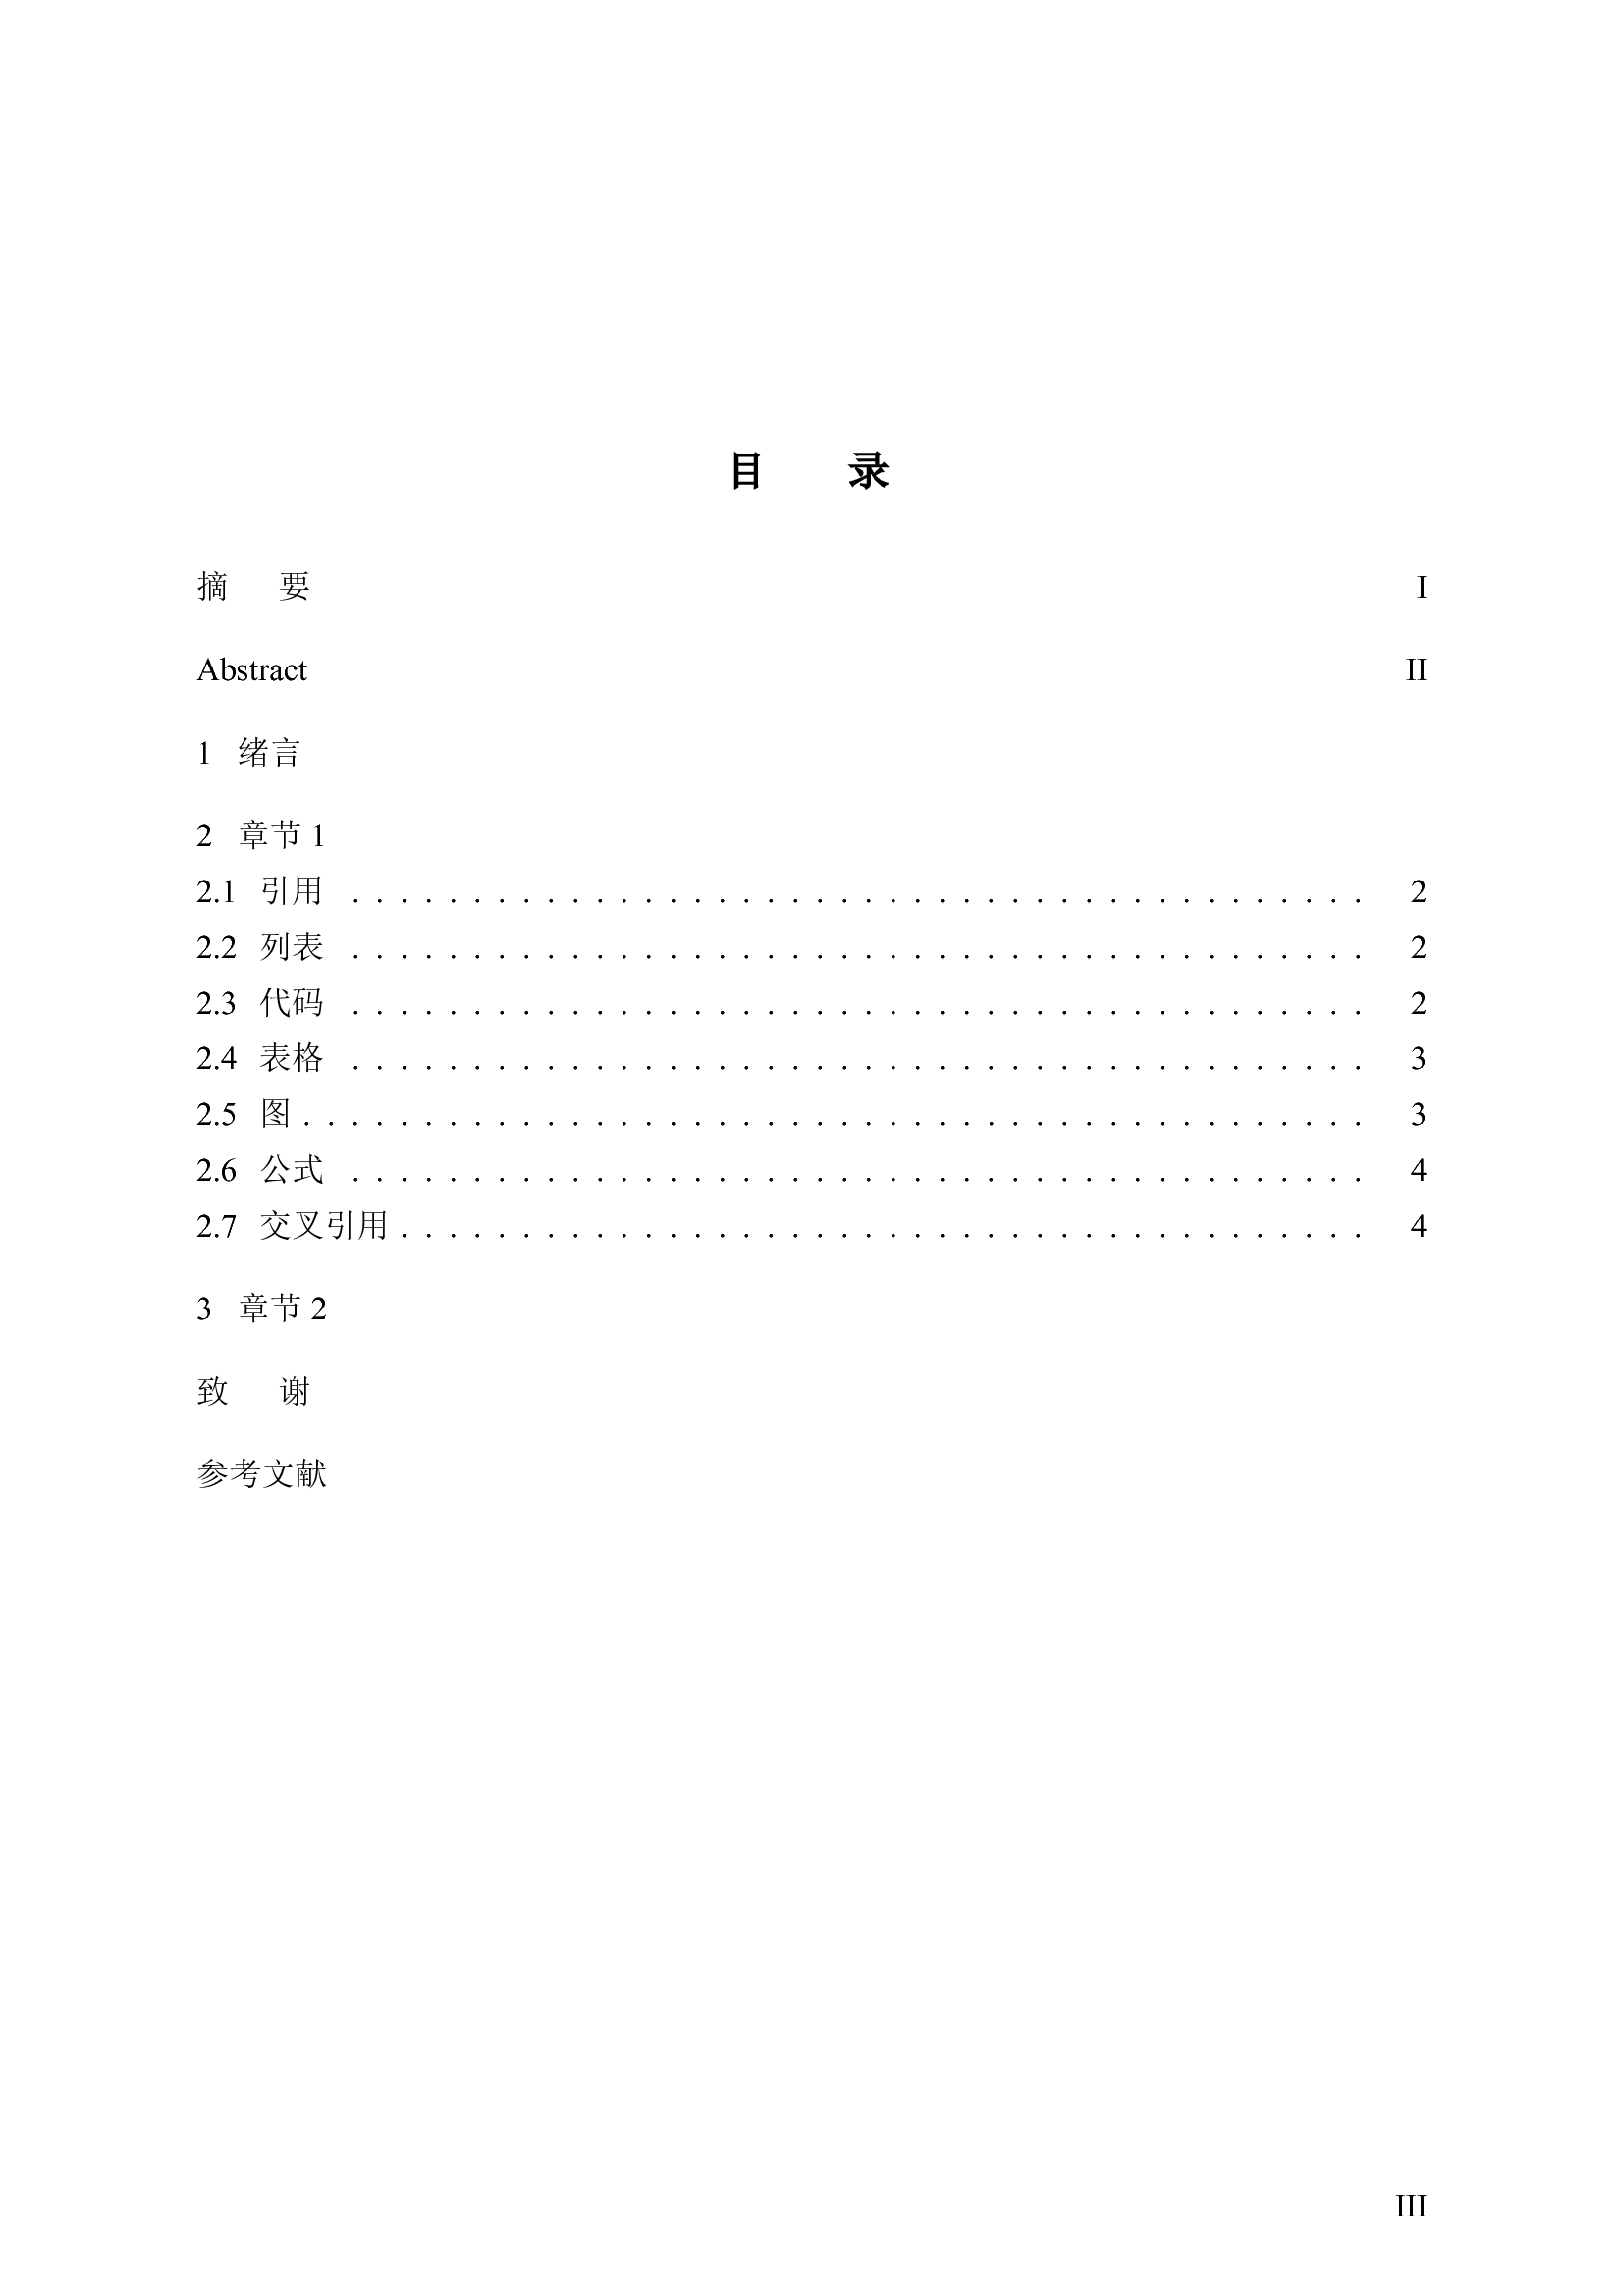 目 录
摘 要 I
Abstract II
1 绪言
2 章节 1
2.1 引用 . . . . . . . . . . . . . . . . . . . . . . . . . . . . . . . . . . . . . . . . . . 2
2.2 列表 . . . . . . . . . . . . . . . . . . . . . . . . . . . . . . . . . . . . . . . . . . 2
2.3 代码 . . . . . . . . . . . . . . . . . . . . . . . . . . . . . . . . . . . . . . . . . . 2
2.4 表格 . . . . . . . . . . . . . . . . . . . . . . . . . . . . . . . . . . . . . . . . . . 3
2.5 图 . . . . . . . . . . . . . . . . . . . . . . . . . . . . . . . . . . . . . . . . . . . . 3
2.6 公式 . . . . . . . . . . . . . . . . . . . . . . . . . . . . . . . . . . . . . . . . . . 4
2.7 交叉引用 . . . . . . . . . . . . . . . . . . . . . . . . . . . . . . . . . . . . . . . . 4
3 章节 2
致 谢
参考文献
III